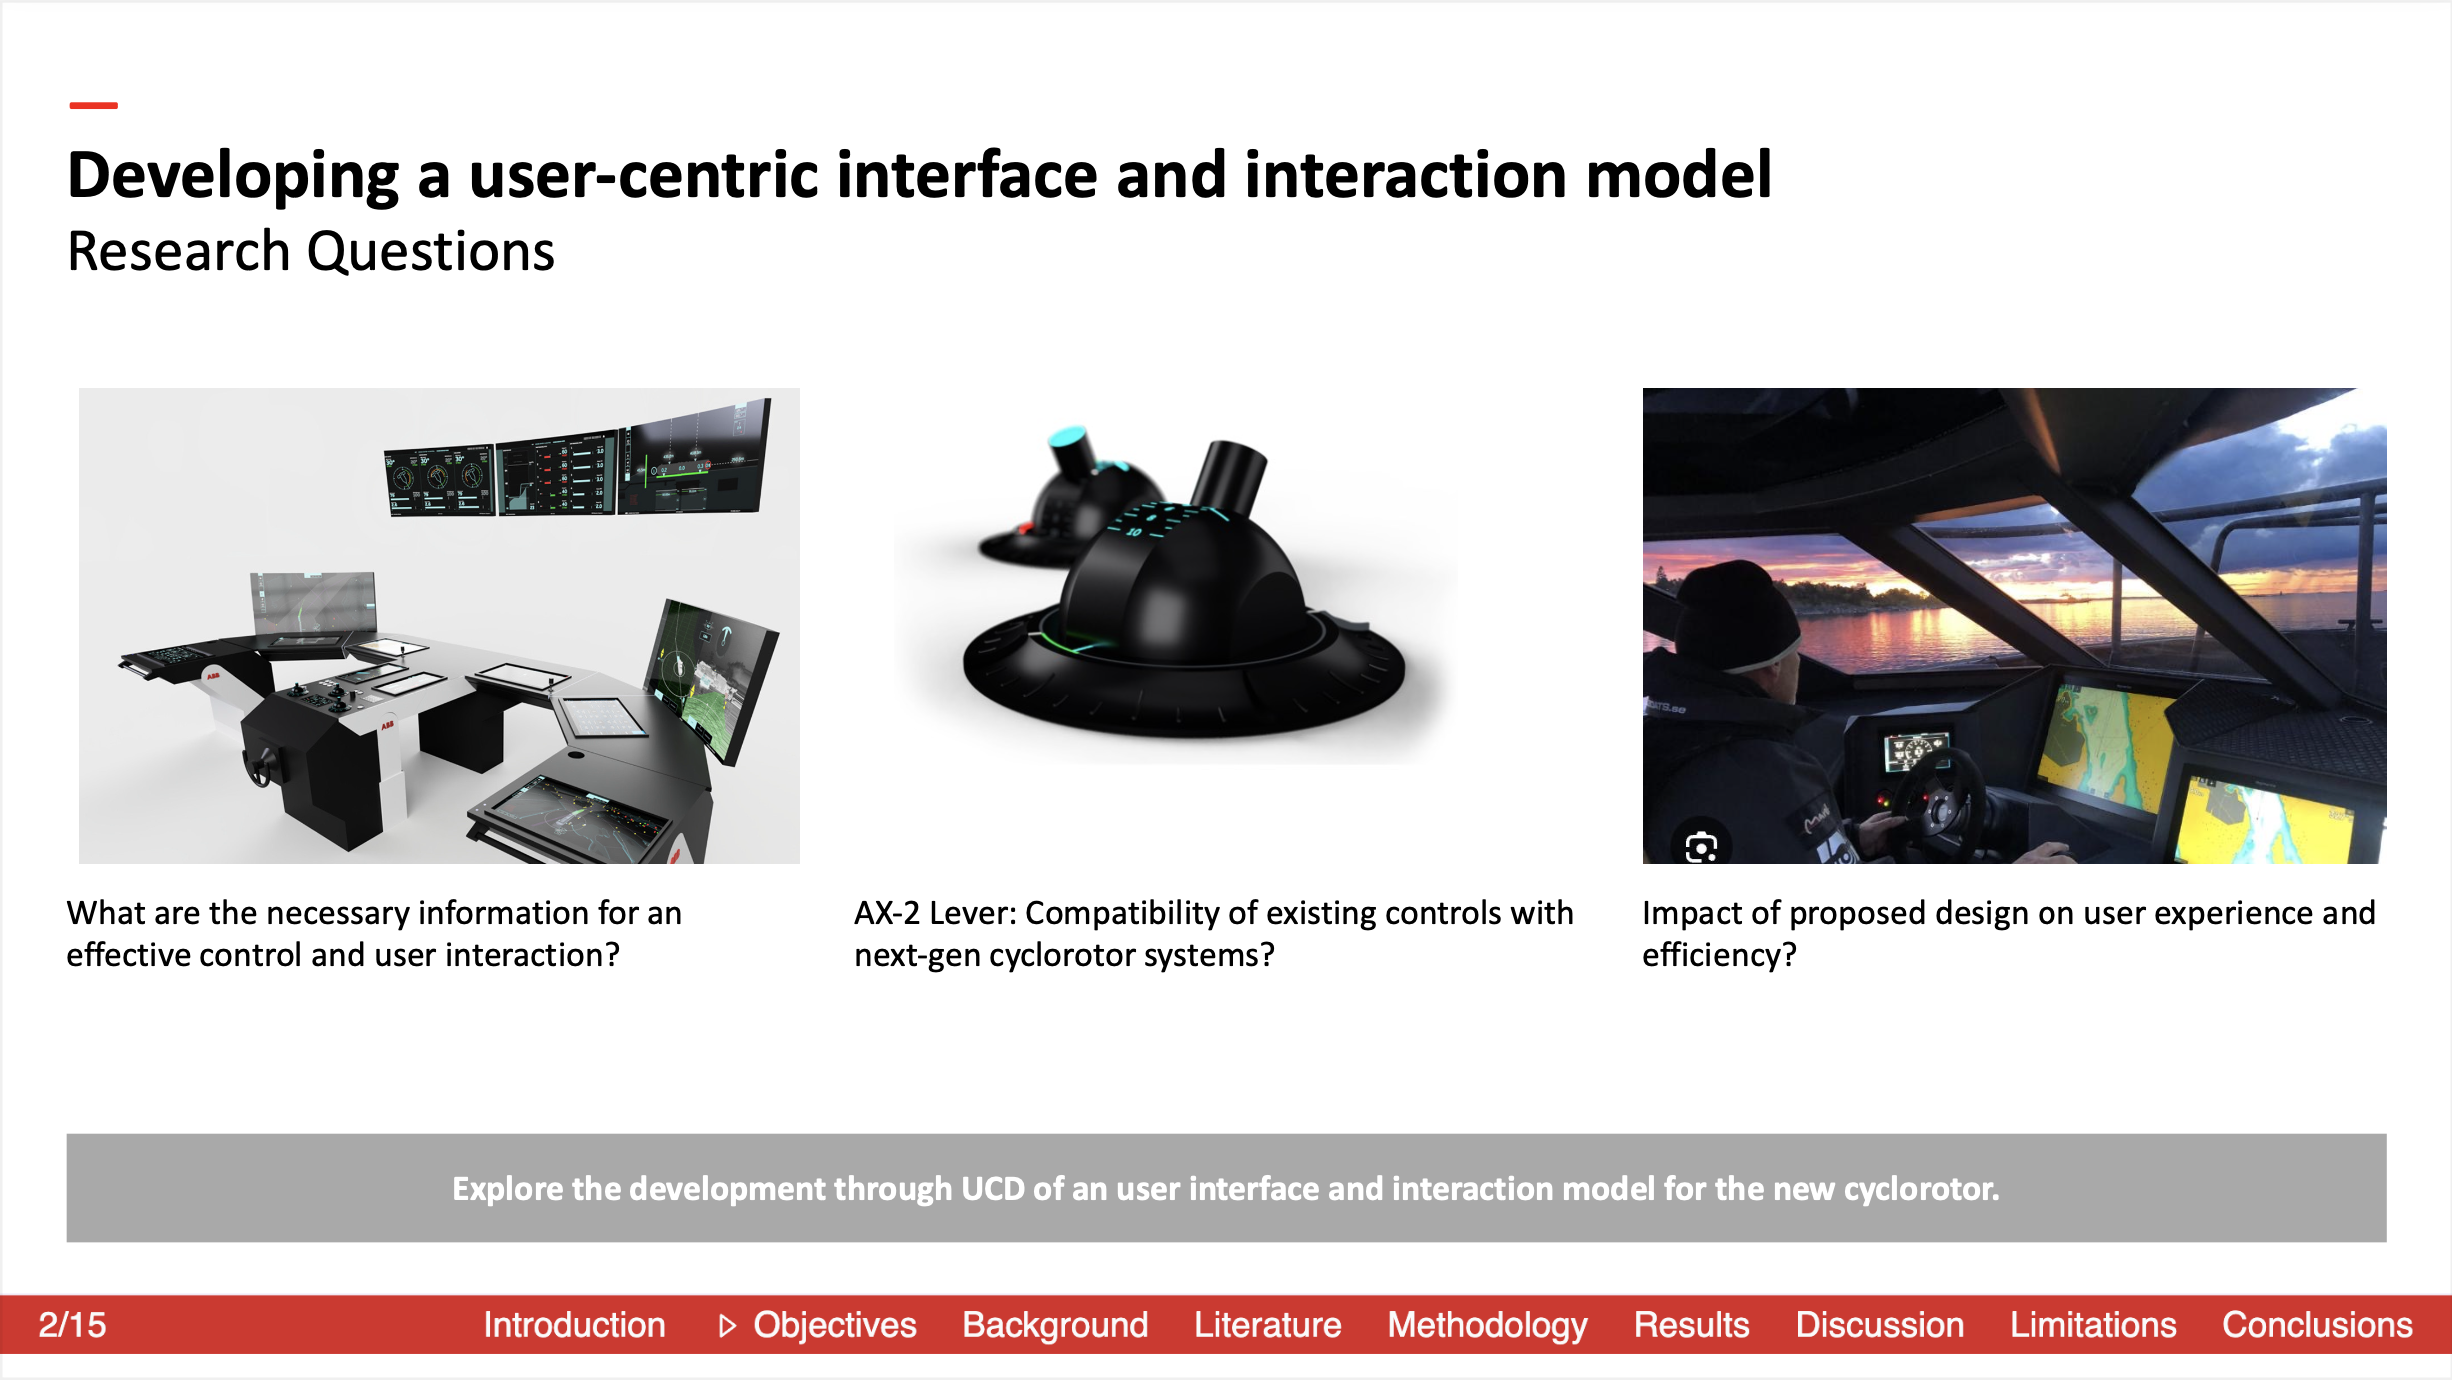 Developing a user-centric interface and interaction model
Research Questions
ABB
ABB
10
What are the necessary information for an
effective control and user interaction?
AX-2 Lever: Compatibility of existing controls with
next-gen cyclorotor systems?
Impact of proposed design on user experience and
efficiency?
Explore the development through UCD of an user interface and interaction model for the new cyclorotor.
2/15 Introduction Objectives Background Literature Methodology Results Discussion Limitations Conclusions